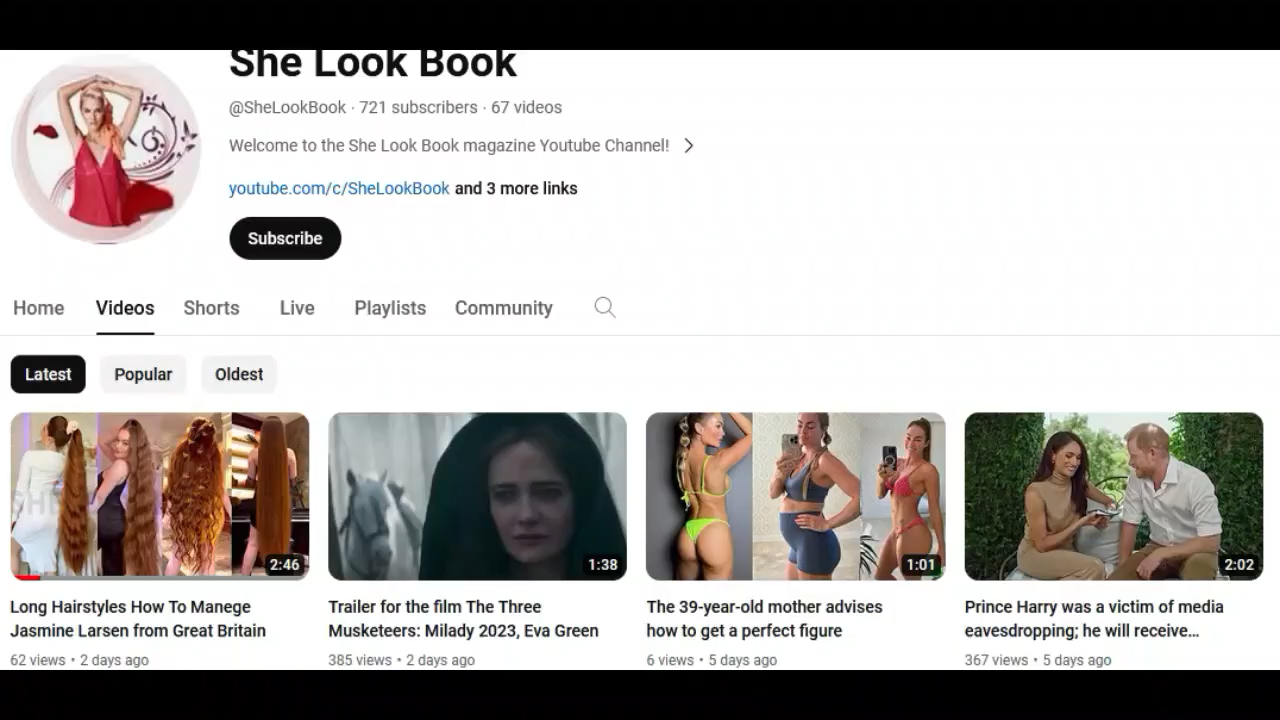 She Look Book
@SheLookBook · 721 subscribers · 67 videos
Welcome to the She Look Book magazine Youtube Channel!
youtube.com/c/SheLookBook and 3 more links
Subscribe
Home Videos Shorts Live Playlists Community
Latest Popular Oldest
SHE
2:46 1:38 1:01 2:02
Long Hairstyles How To Manege
Jasmine Larsen from Great Britain
62 views • 2 days ago
Trailer for the film The Three
Musketeers: Milady 2023, Eva Green
385 views • 2 days ago
The 39-year-old mother advises
how to get a perfect figure
6 views • 5 days ago
Prince Harry was a victim of media
eavesdropping; he will receive…
367 views • 5 days ago